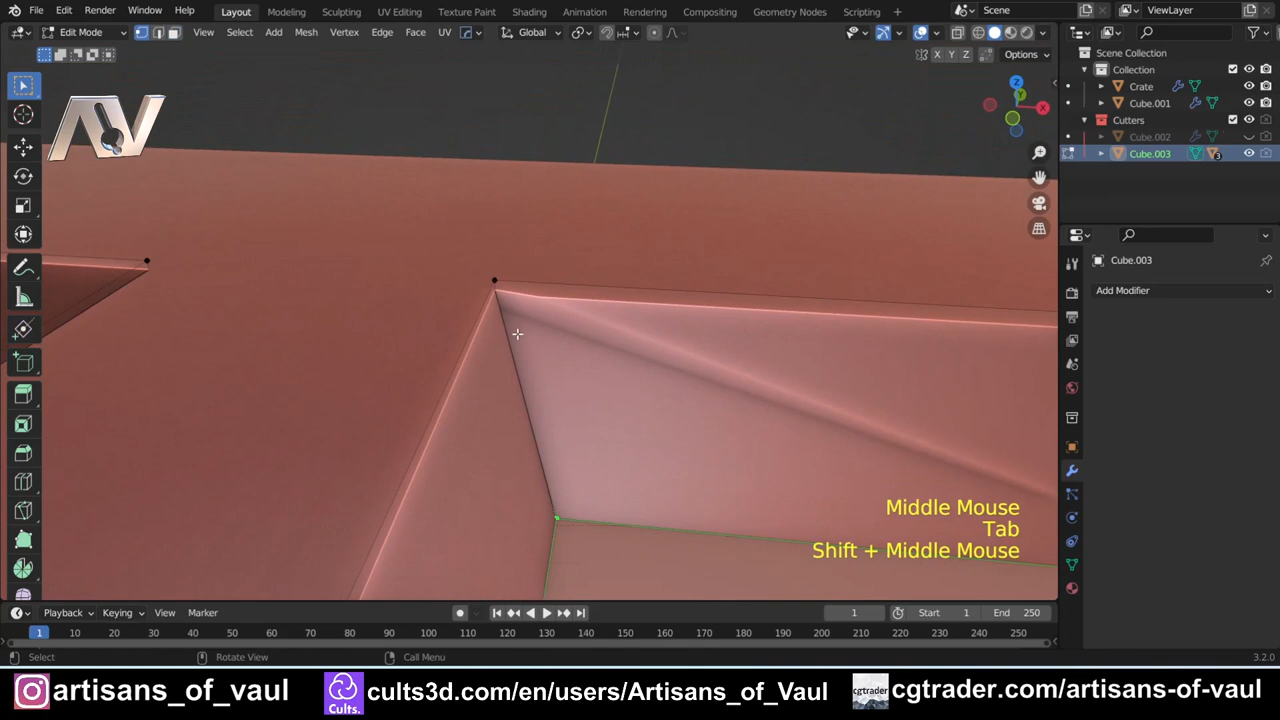 File Edit Render Window Help
Layout Modeling Sculpting UV Editing Texture Paint Shading Animation Rendering Compositing Geometry Nodes Scripting
Scene
ViewLayer
Edit Mode View Select Add Mesh Vertex Edge Face UV
Global
X Y Z
Options
AV
Z
Y
X
Scene Collection
Collection
Crate
Cube.001
Cutters
Cube.002
Cube.003
3
Cube.003
Add Modifier
Middle Mouse
Tab
Shift + Middle Mouse
Playback Keying View Marker
1
Start 1
End 250
1 10 20 30 40 50 60 70 80 90 100 110 120 130 140 150 160 170 180 190 200 210 220 230 240 250
Select
Rotate View
Call Menu
3.2.0
artisans_of_vaul
Cults.
cults3d.com/en/users/Artisans_of_Vaul
cgtrader.com/artisans-of-vaul